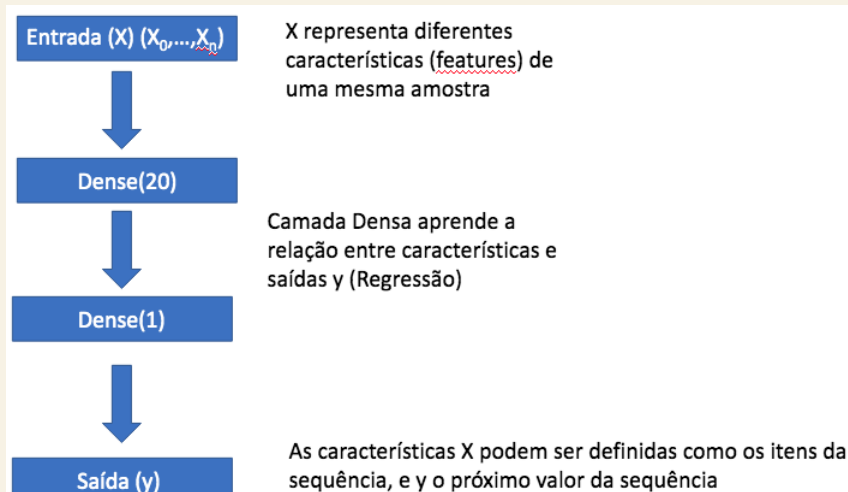 Entrada (X) (X₀,...,Xₙ)
X representa diferentes
características (features) de
uma mesma amostra
Dense(20)
Camada Densa aprende a
relação entre características e
saídas y (Regressão)
Dense(1)
As características X podem ser definidas como os itens da
sequência, e y o próximo valor da sequência
Saída (y)